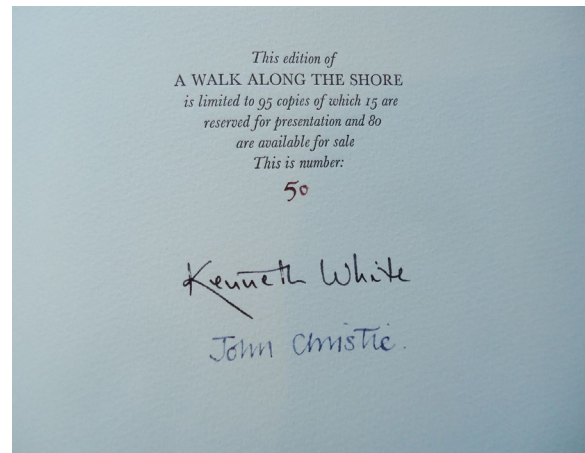 This edition of
A WALK ALONG THE SHORE
is limited to 95 copies of which 15 are
reserved for presentation and 80
are available for sale
This is number:
50
Kenneth White
John Christie.